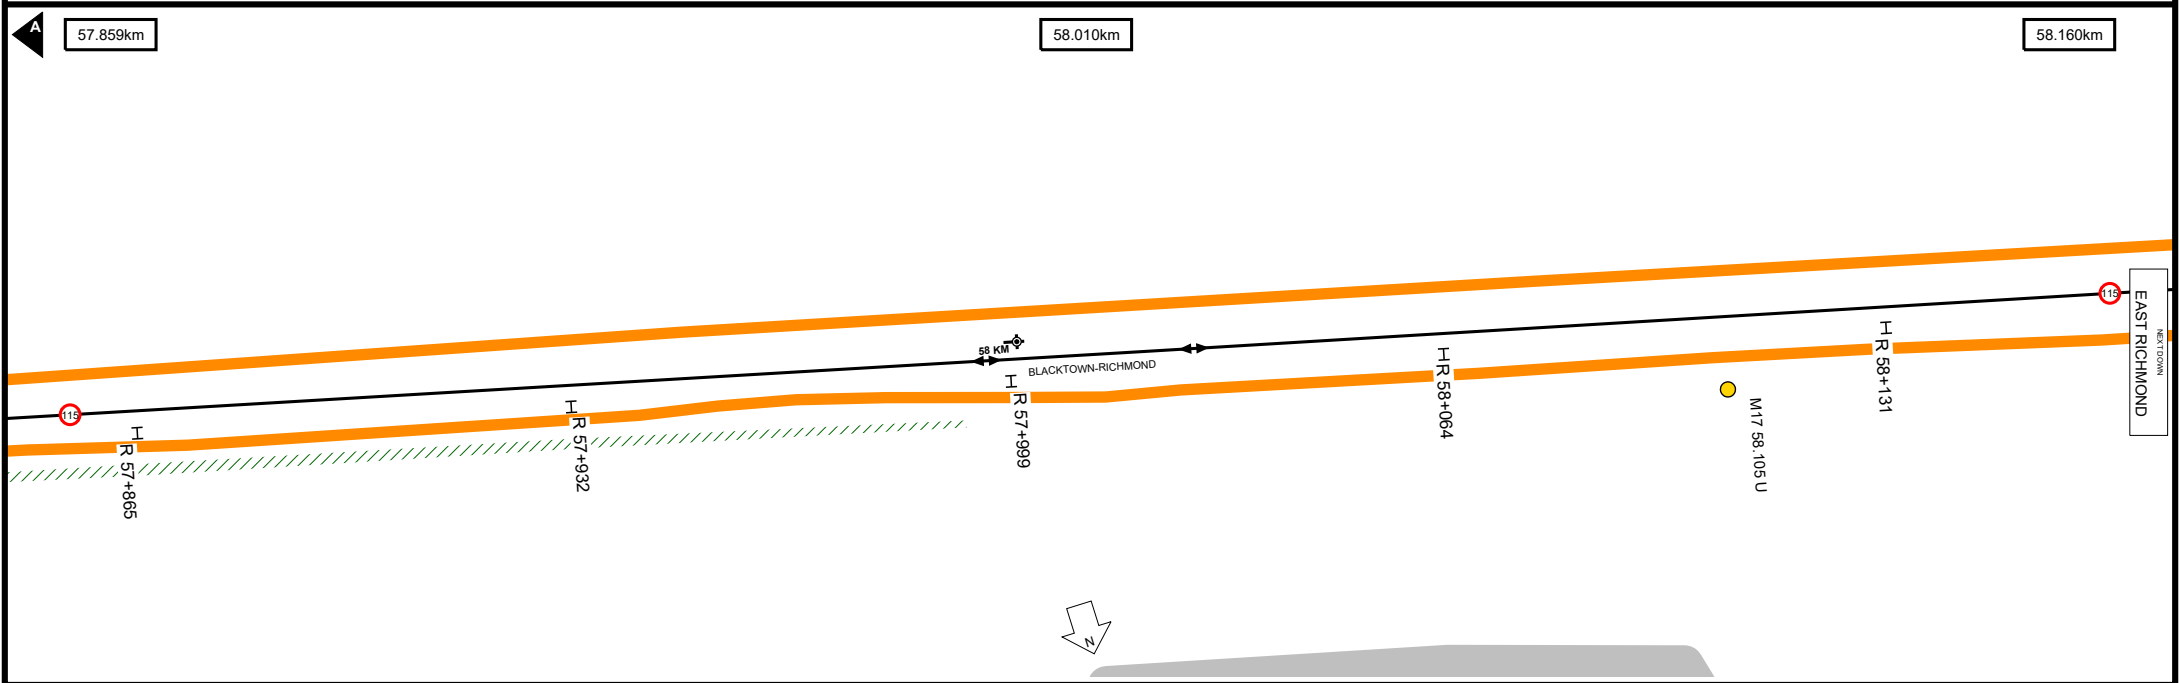 A
57.859km
58.010km
58.160km
115
58 KM
BLACKTOWN-RICHMOND
115
EAST RICHMOND
NEXT DOWN
H
R 57+865
H
R 57+932
H
R 57+999
H
R 58+064
M17 58.105 U
H
R 58+131
N